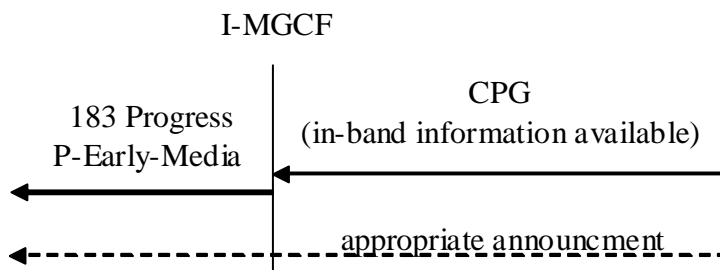 I-MGCF
183 Progress
P-Early-Media
CPG
(in-band information available)
appropriate announcment